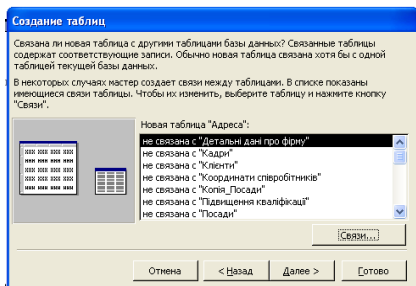 Создание таблиц
Связана ли новая таблица с другими таблицами базы данных? Связанные таблицы
содержат соответствующие записи. Обычно новая таблица связана хотя бы с одной
таблицей текущей базы данных.
В некоторых случаях мастер создает связи между таблицами. В списке показаны
имеющиеся связи таблицы. Чтобы их изменить, выберите таблицу и нажмите кнопку
"Связи".
Новая таблица "Адреса":
не связана с "Детальні дані про фірму"
не связана с "Кадри"
не связана с "Клієнти"
не связана с "Координати співробітників"
не связана с "Копія_Посади"
не связана с "Підвищення кваліфікації"
не связана с "Посади"
Связи...
Отмена
< Назад
Далее >
Готово